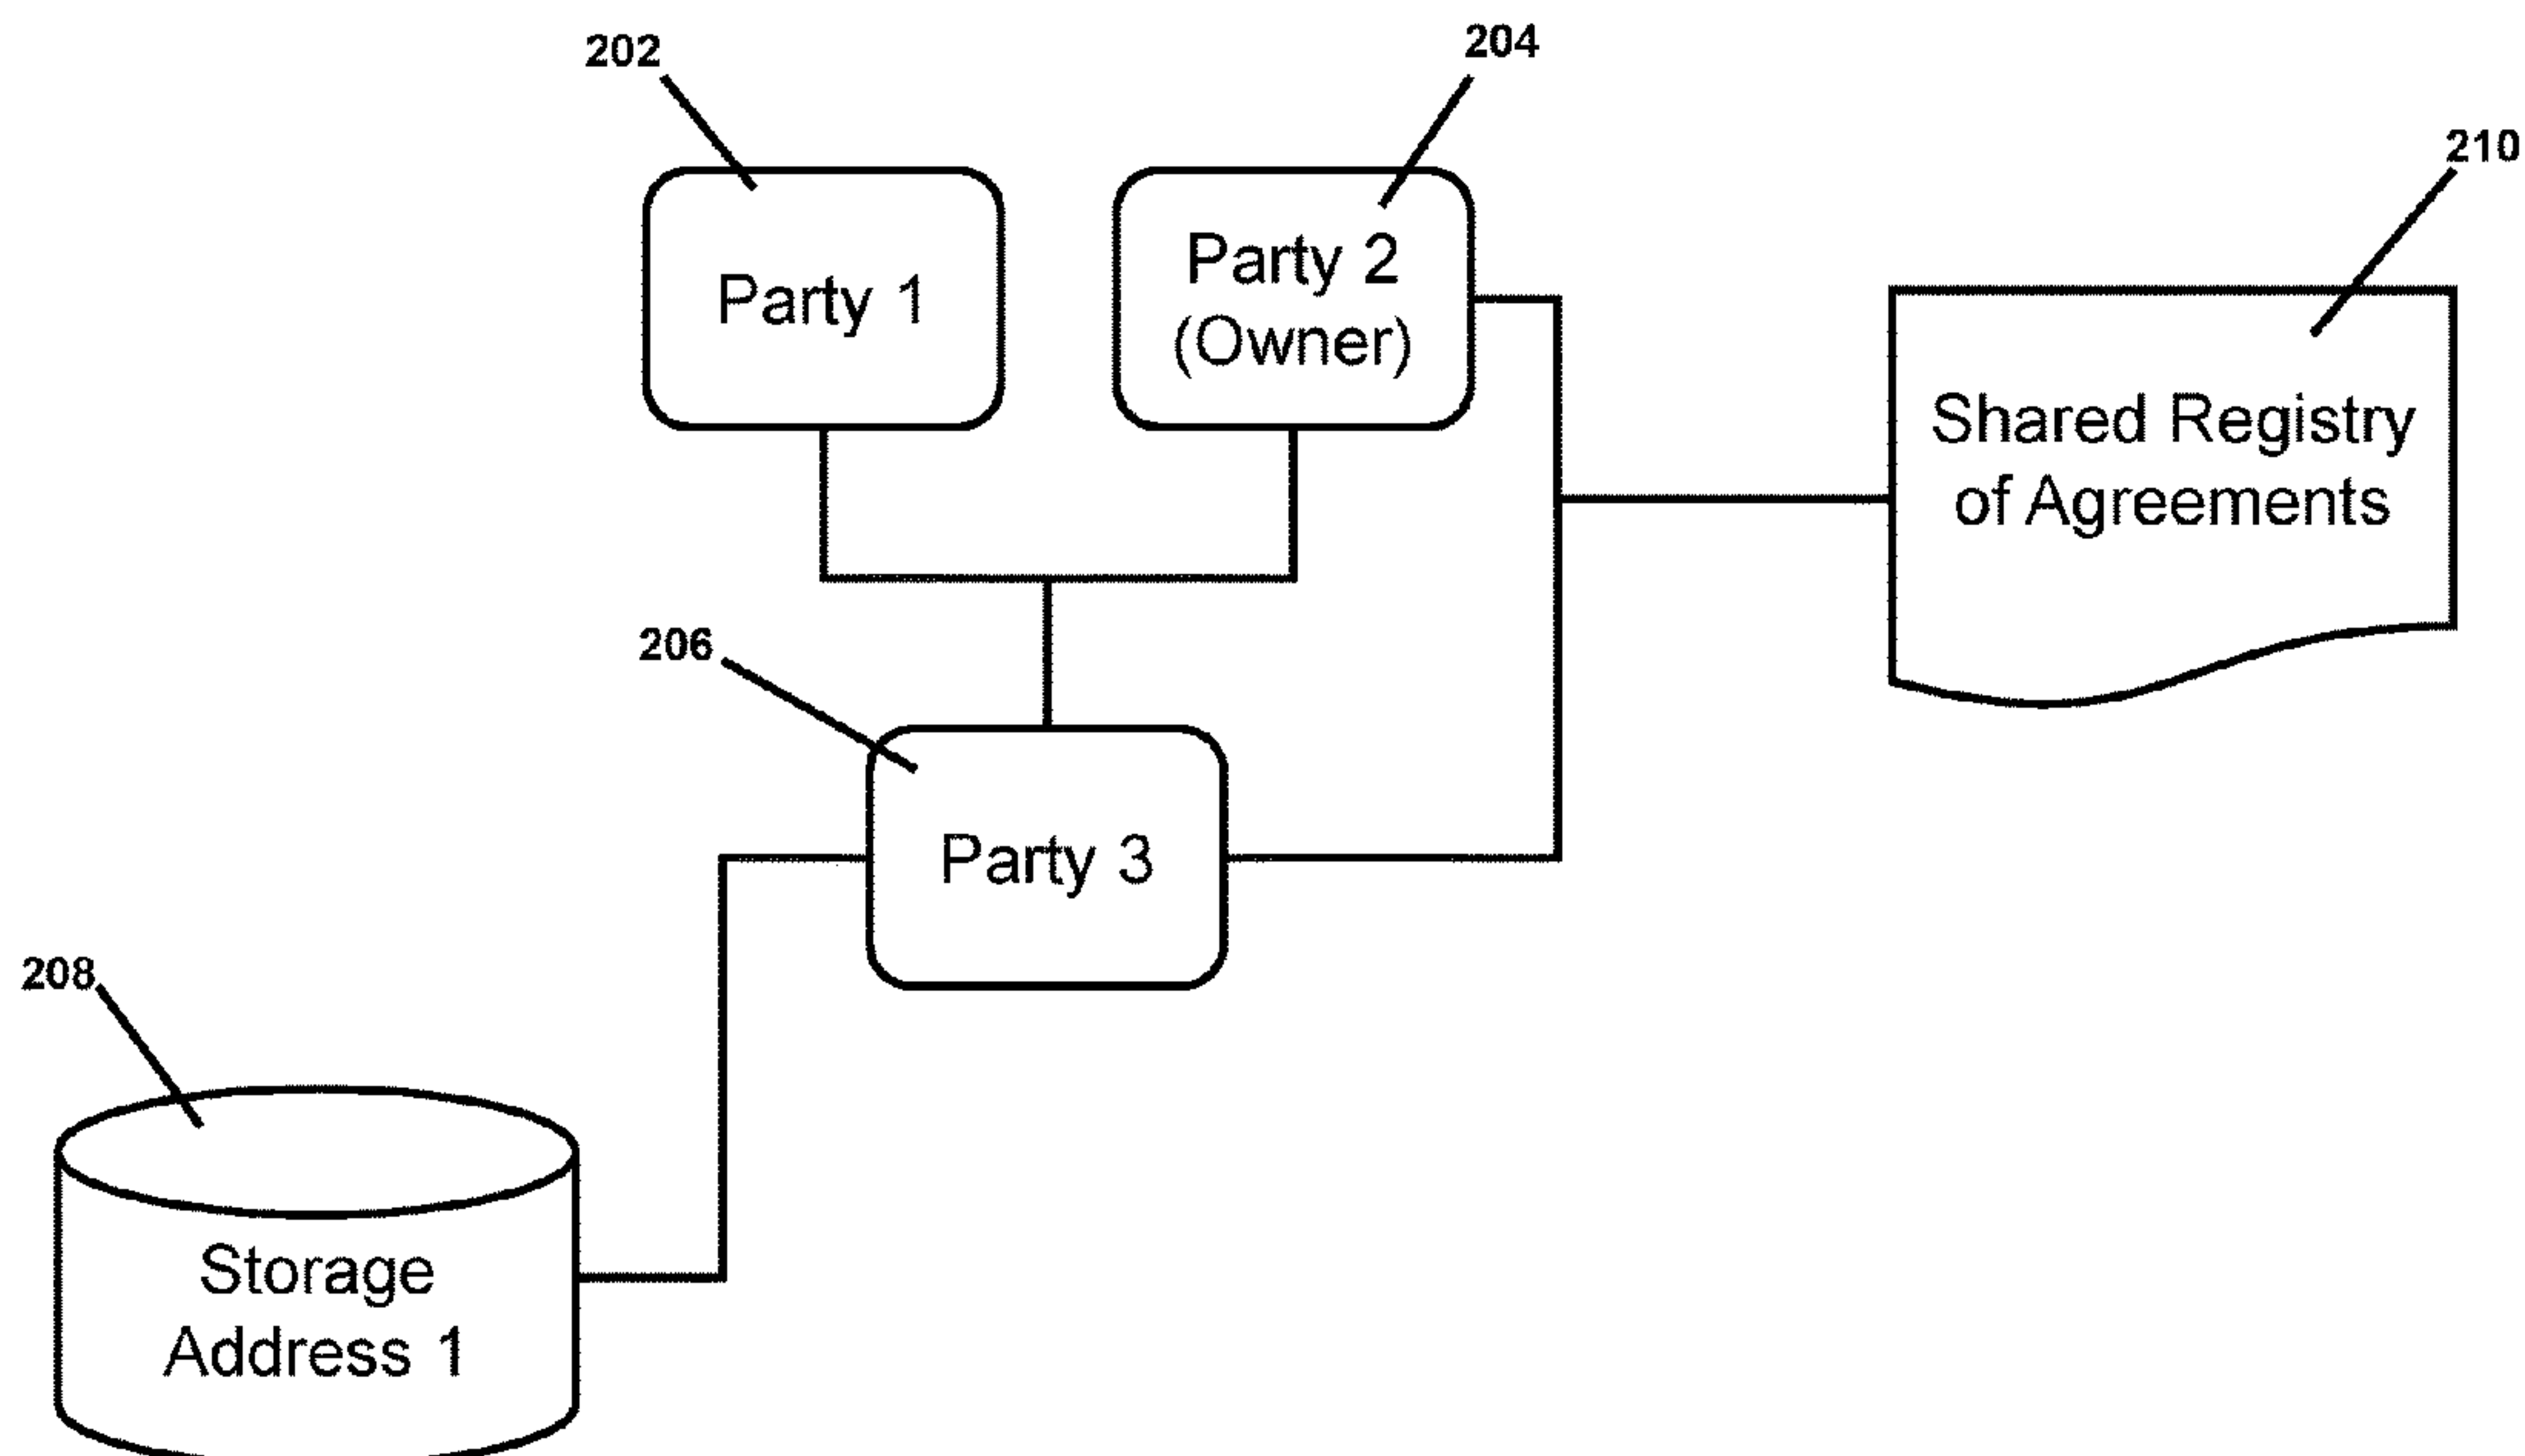 202
204
210
Party 1
Party 2
(Owner)
Shared Registry
of Agreements
206
Party 3
208
Storage
Address 1